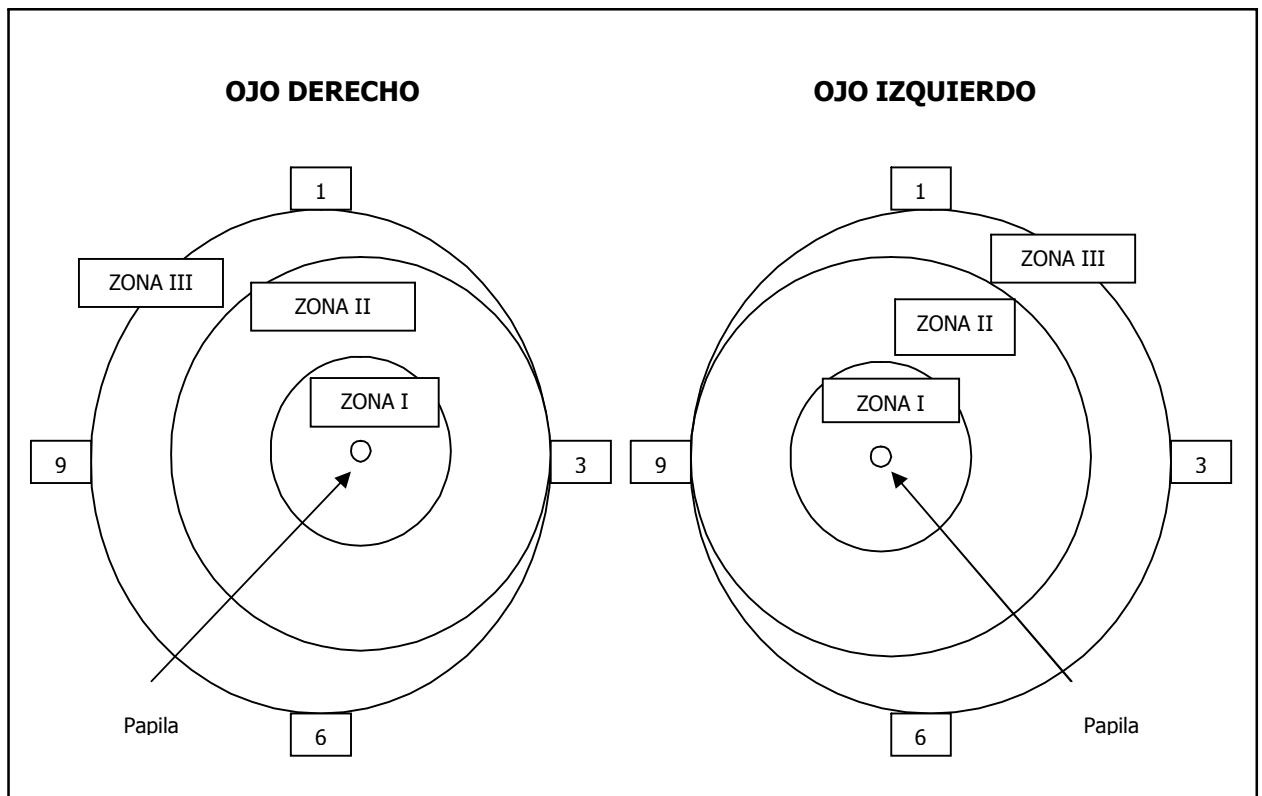 OJO DERECHO
OJO IZQUIERDO
1
1
ZONA III
ZONA II
ZONA I
9
3
Papila
6
ZONA III
ZONA II
ZONA I
9
3
Papila
6